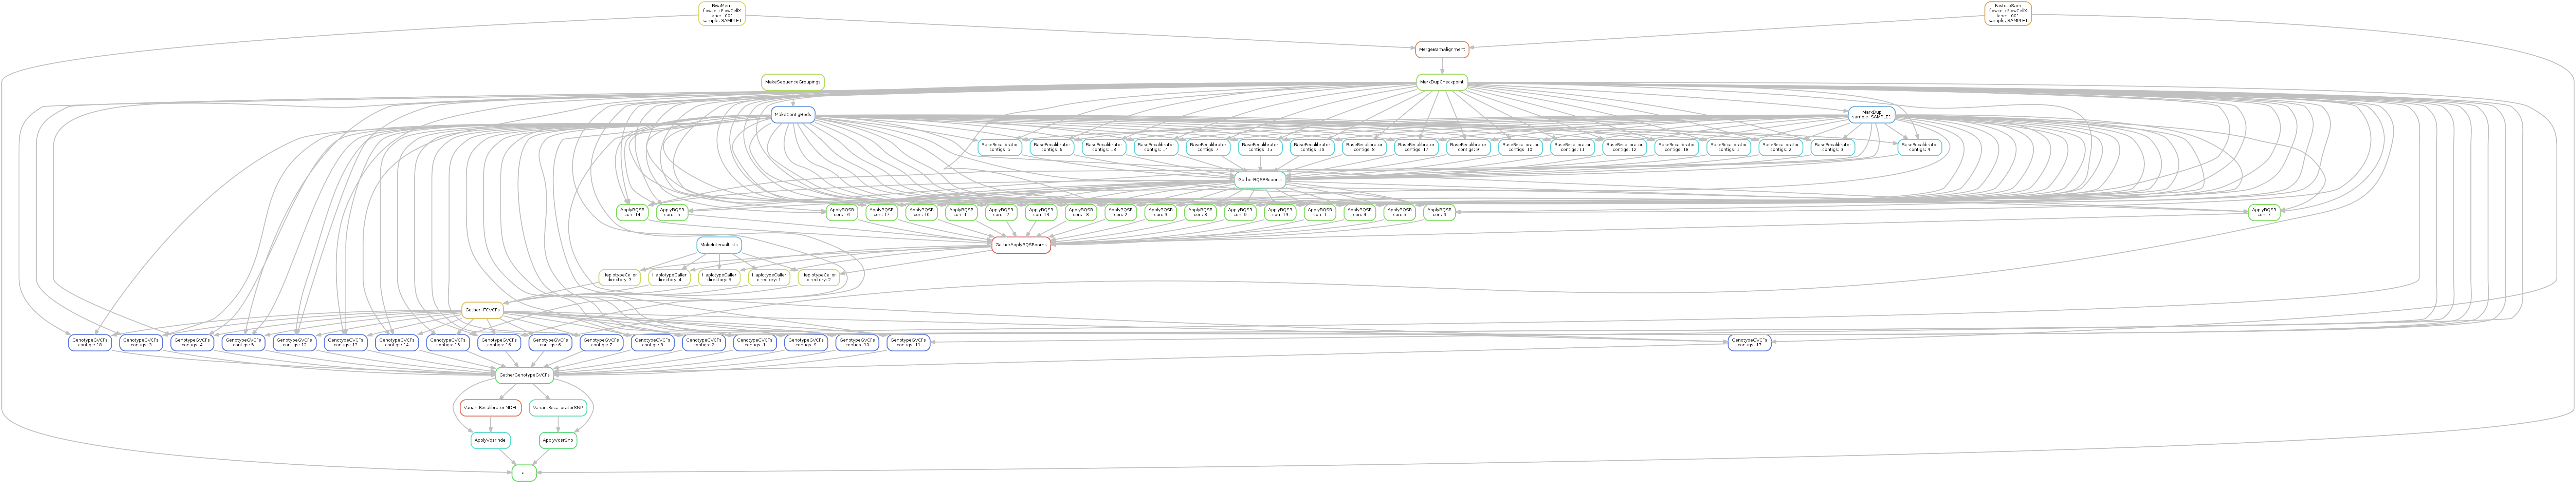 BwaMem
flowcell: FlowCellX
lane: L001
sample: SAMPLE1
FastqtoSam
flowcell: FlowCellX
lane: L001
sample: SAMPLE1
MergeBamAlignment
MakeSequenceGroupings
MarkDupCheckpoint
MakeContigBeds
MarkDup
sample: SAMPLE1
BaseRecalibrator
contigs: 5
BaseRecalibrator
contigs: 6
BaseRecalibrator
contigs: 13
BaseRecalibrator
contigs: 14
BaseRecalibrator
contigs: 7
BaseRecalibrator
contigs: 15
BaseRecalibrator
contigs: 16
BaseRecalibrator
contigs: 8
BaseRecalibrator
contigs: 17
BaseRecalibrator
contigs: 9
BaseRecalibrator
contigs: 10
BaseRecalibrator
contigs: 11
BaseRecalibrator
contigs: 12
BaseRecalibrator
contigs: 18
BaseRecalibrator
contigs: 1
BaseRecalibrator
contigs: 2
BaseRecalibrator
contigs: 3
BaseRecalibrator
contigs: 4
GatherBQSRReports
ApplyBQSR
con: 14
ApplyBQSR
con: 15
ApplyBQSR
con: 16
ApplyBQSR
con: 17
ApplyBQSR
con: 10
ApplyBQSR
con: 11
ApplyBQSR
con: 12
ApplyBQSR
con: 13
ApplyBQSR
con: 18
ApplyBQSR
con: 2
ApplyBQSR
con: 3
ApplyBQSR
con: 8
ApplyBQSR
con: 9
ApplyBQSR
con: 19
ApplyBQSR
con: 1
ApplyBQSR
con: 4
ApplyBQSR
con: 5
ApplyBQSR
con: 6
ApplyBQSR
con: 7
MakeIntervalLists
GatherApplyBQSRbams
HaplotypeCaller
directory: 3
HaplotypeCaller
directory: 4
HaplotypeCaller
directory: 5
HaplotypeCaller
directory: 1
HaplotypeCaller
directory: 2
GatherHTCVCFs
GenotypeGVCFs
contigs: 18
GenotypeGVCFs
contigs: 3
GenotypeGVCFs
contigs: 4
GenotypeGVCFs
contigs: 5
GenotypeGVCFs
contigs: 12
GenotypeGVCFs
contigs: 13
GenotypeGVCFs
contigs: 14
GenotypeGVCFs
contigs: 15
GenotypeGVCFs
contigs: 16
GenotypeGVCFs
contigs: 6
GenotypeGVCFs
contigs: 7
GenotypeGVCFs
contigs: 8
GenotypeGVCFs
contigs: 2
GenotypeGVCFs
contigs: 1
GenotypeGVCFs
contigs: 9
GenotypeGVCFs
contigs: 10
GenotypeGVCFs
contigs: 11
GenotypeGVCFs
contigs: 17
GatherGenotypeGVCFs
VariantRecalibratorINDEL
VariantRecalibratorSNP
ApplyVqsrIndel
ApplyVqsrSnp
all